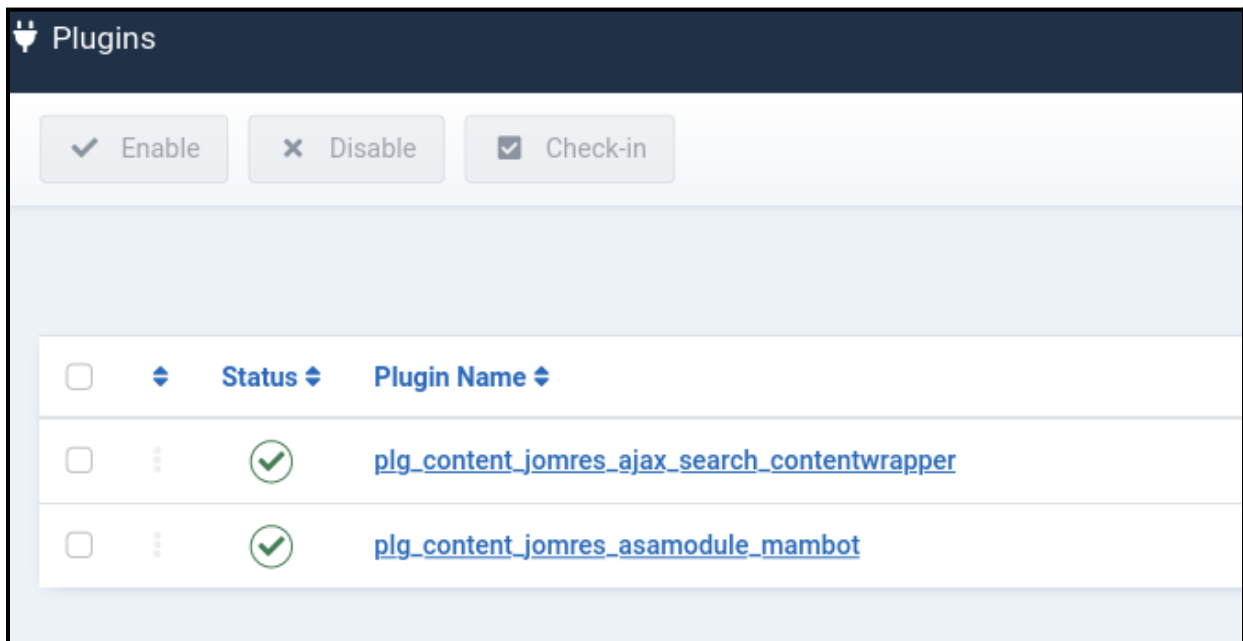 Plugins
Enable Disable Check-in
Status Plugin Name
plg_content_jomres_ajax_search_contentwrapper
plg_content_jomres_asamodule_mambot